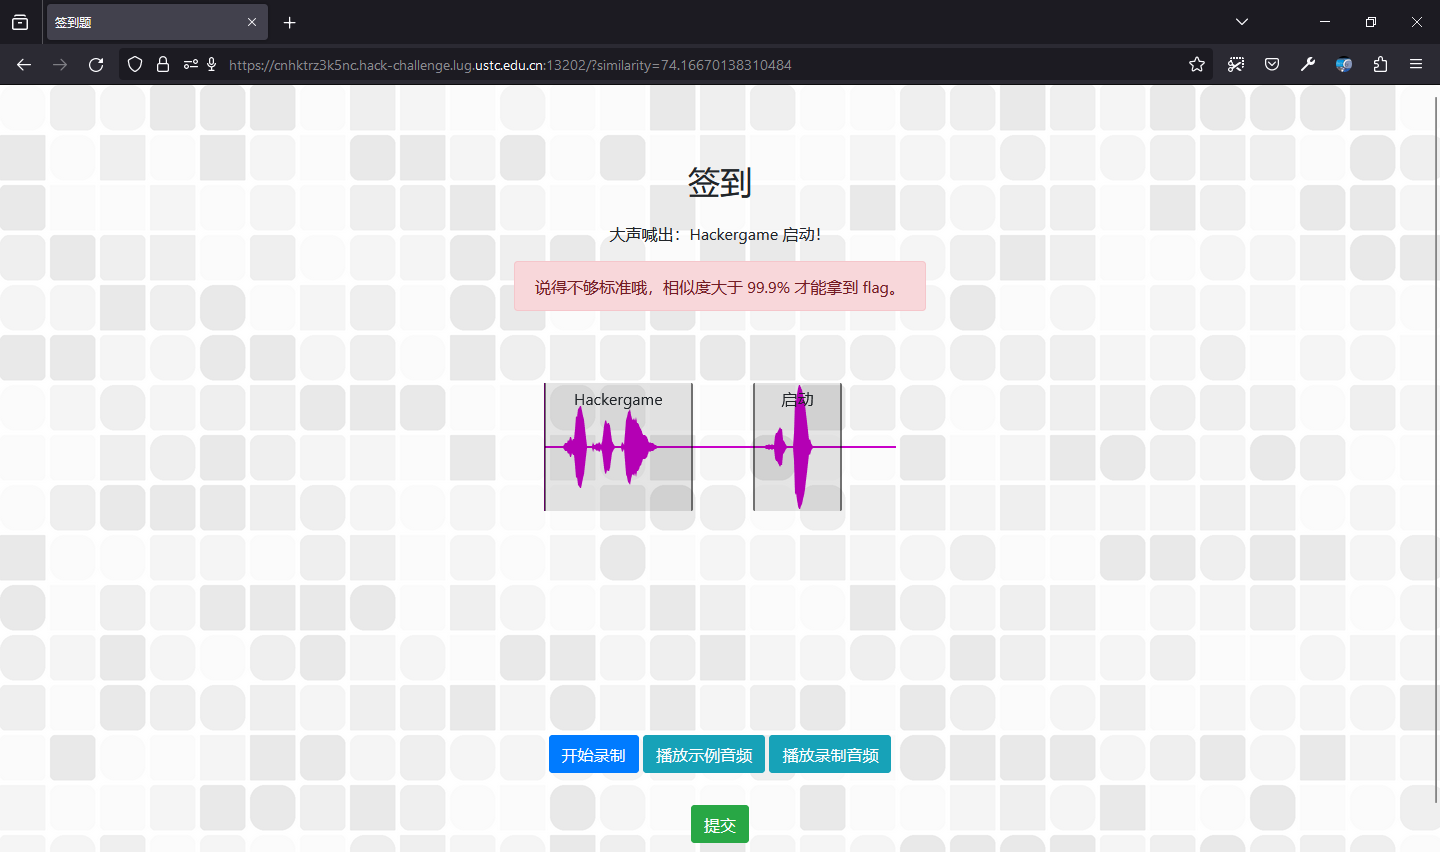 签到题
https://cnhktrz3k5nc.hack-challenge.lug.ustc.edu.cn:13202/?similarity=74.16670138310484
签到
大声喊出：Hackergame 启动！
说得不够标准哦，相似度大于 99.9% 才能拿到 flag。
Hackergame 启动
开始录制 播放示例音频 播放录制音频
提交